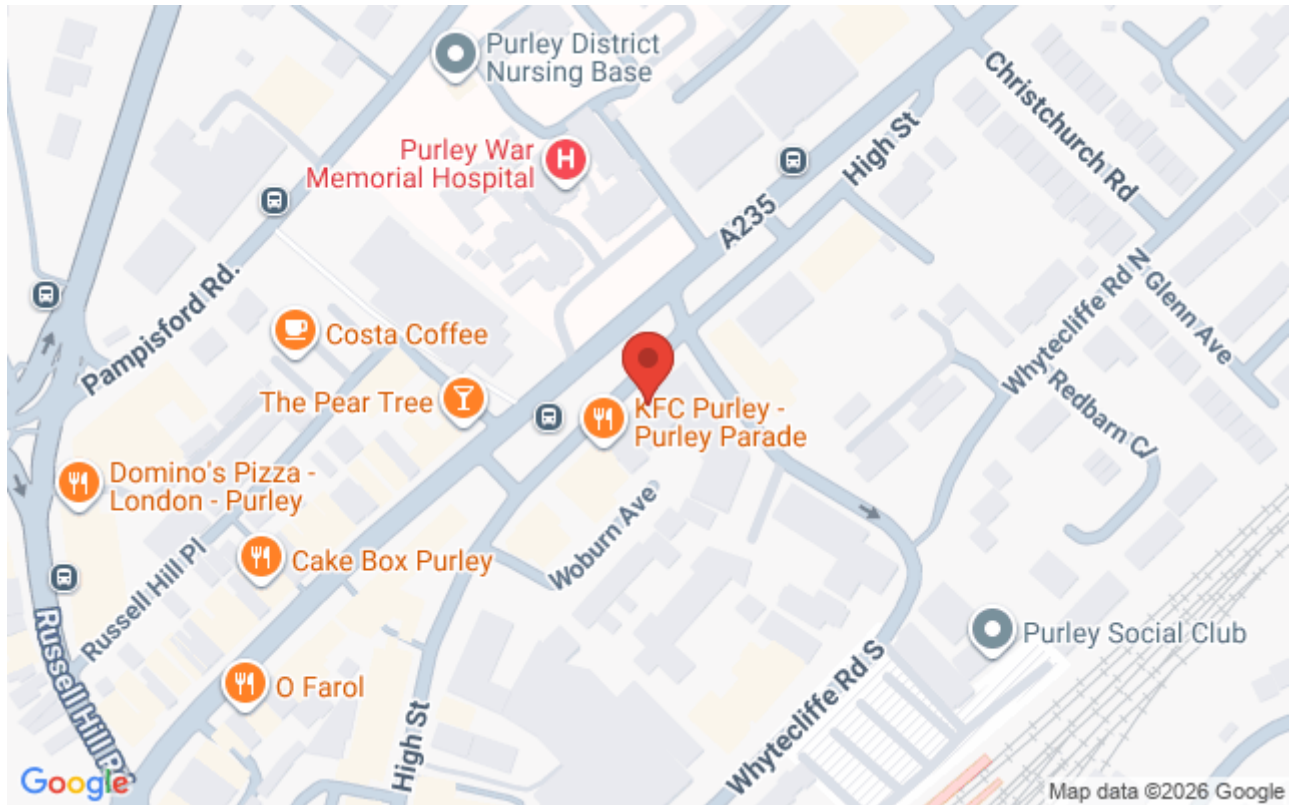 Purley District
Nursing Base
Purley War
Memorial Hospital
H
Christchurch Rd
High St
A235
Pampisford Rd.
Costa Coffee
The Pear Tree
KFC Purley -
Purley Parade
Whytecliffe Rd N
Glenn Ave
Redbarn Cl
Domino's Pizza -
London - Purley
Russell Hill Pl
Cake Box Purley
Woburn Ave
Purley Social Club
O Farol
High St
Whytecliffe Rd S
Google
Map data ©2026 Google